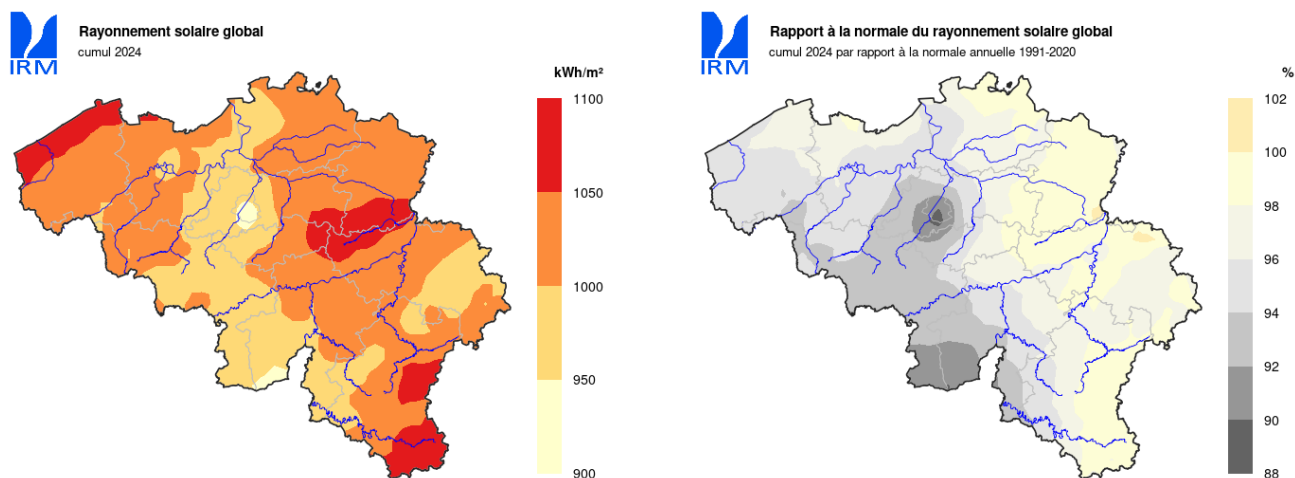 Rayonnement solaire global
cumul 2024
IRM
kWh/m²
1100
1050
1000
950
900
Rapport à la normale du rayonnement solaire global
cumul 2024 par rapport à la normale annuelle 1991-2020
IRM
%
102
100
98
96
94
92
90
88